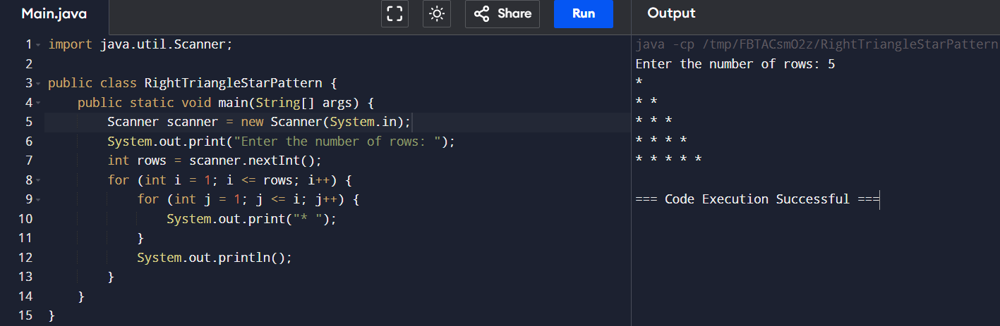 Main.java Share Run Output
1 import java.util.Scanner;
2
3 public class RightTriangleStarPattern {
4     public static void main(String[] args) {
5         Scanner scanner = new Scanner(System.in);
6         System.out.print("Enter the number of rows: ");
7         int rows = scanner.nextInt();
8         for (int i = 1; i <= rows; i++) {
9             for (int j = 1; j <= i; j++) {
10                 System.out.print("* ");
11             }
12             System.out.println();
13         }
14     }
15 }
java -cp /tmp/FBTACsmO2z/RightTriangleStarPattern
Enter the number of rows: 5
*
* *
* * *
* * * *
* * * * *
=== Code Execution Successful ===